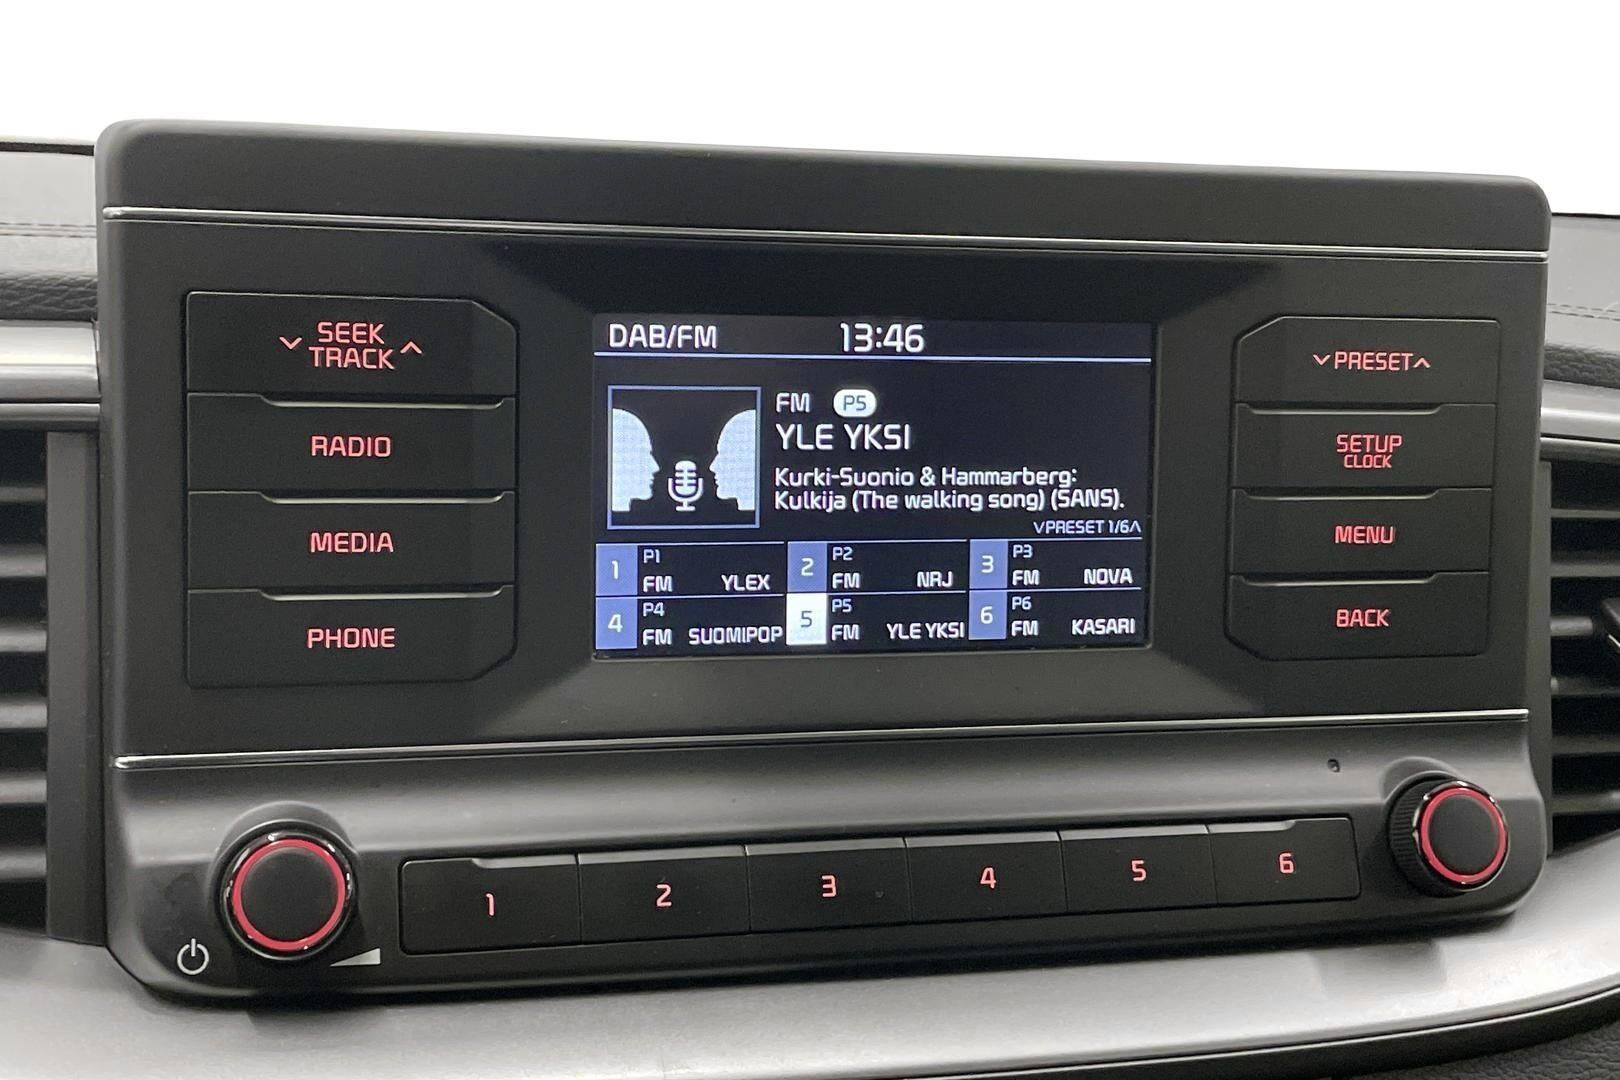 SEEK
TRACK
RADIO
MEDIA
PHONE
DAB/FM 13:46
FM P5
YLE YKSI
Kurki-Suonio & Hammarberg:
Kulkija (The walking song) (SANS).
PRESET 1/6
1 P1 FM YLEX
2 P2 FM NRJ
3 P3 FM NOVA
4 P4 FM SUOMIPOP
5 P5 FM YLE YKSI
6 P6 FM KASARI
PRESET
SETUP
CLOCK
MENU
BACK
1 2 3 4 5 6